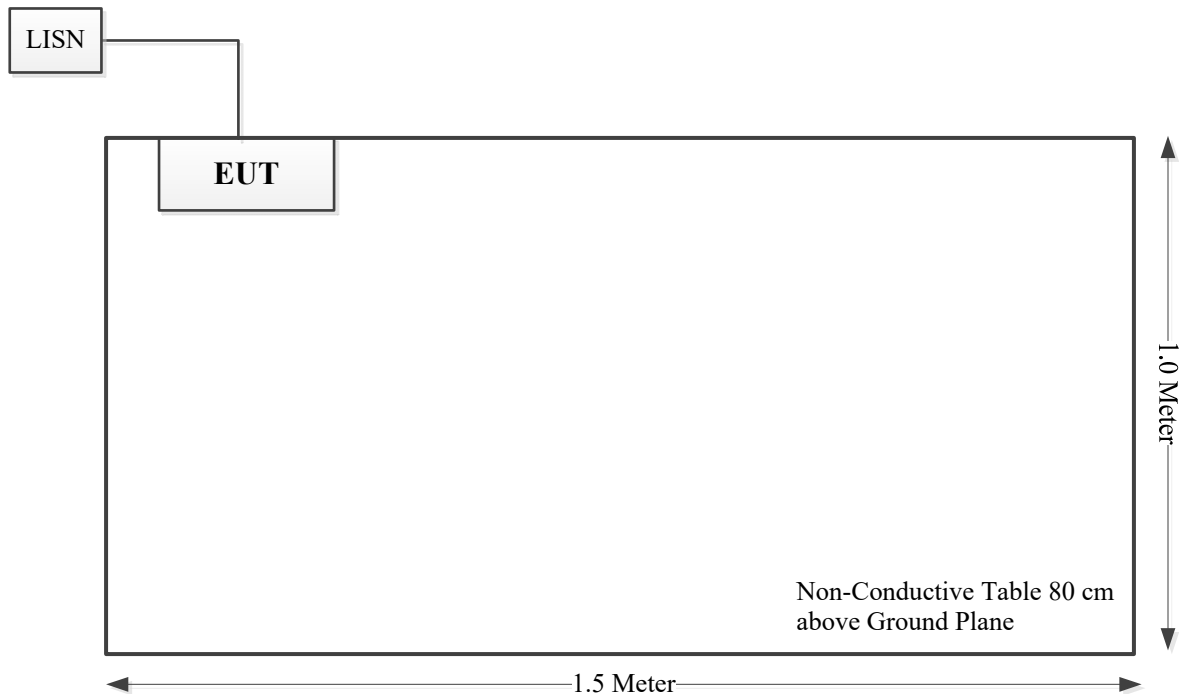 LISN
EUT
1.0 Meter
Non-Conductive Table 80 cm
above Ground Plane
1.5 Meter